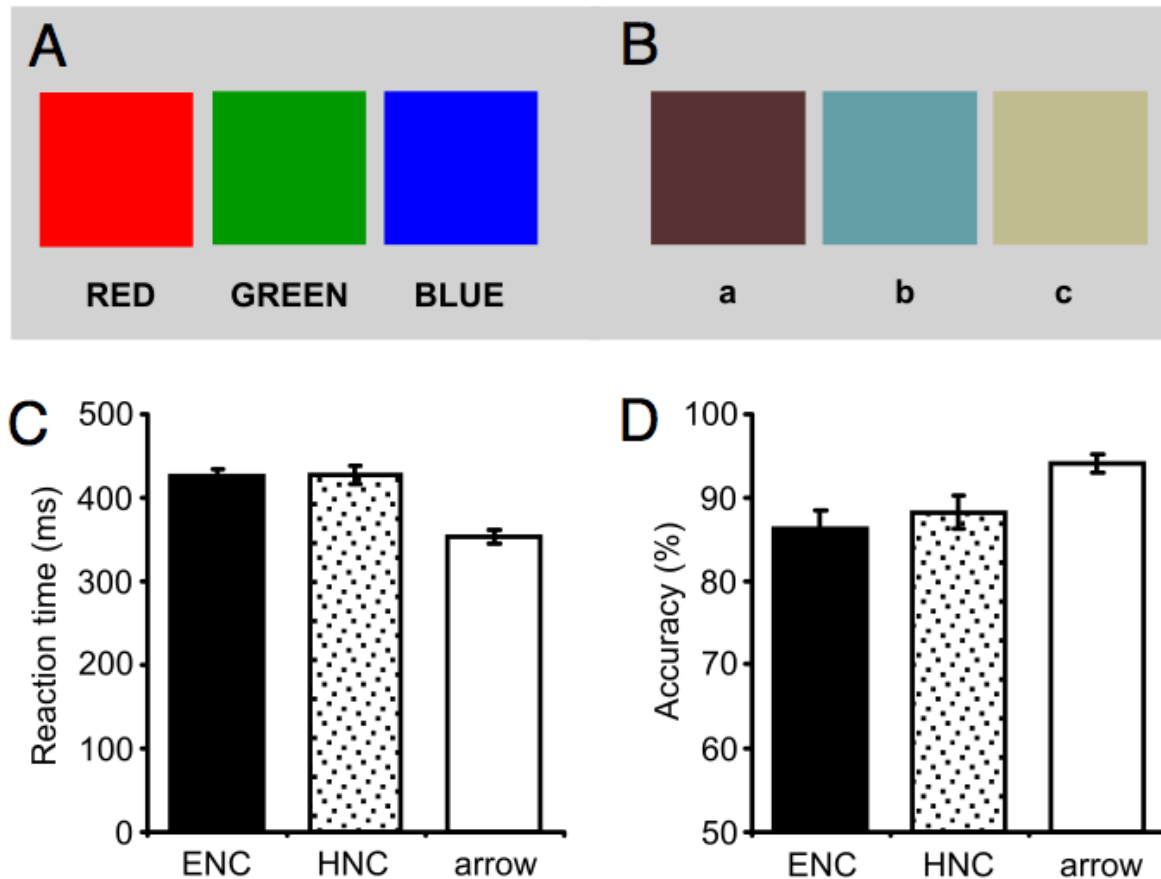 A
RED GREEN BLUE
B
a b c
C
Reaction time (ms)
500
400
300
200
100
0
ENC HNC arrow
D
Accuracy (%)
100
90
80
70
60
50
ENC HNC arrow